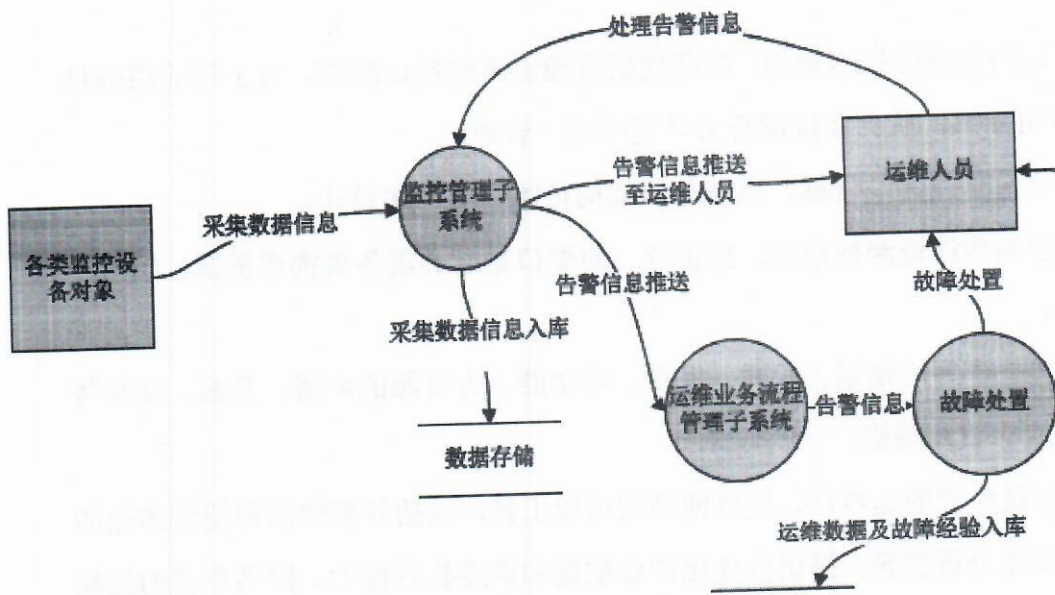 处理告警信息
运维人员
告警信息推送
至运维人员
监控管理子
系统
采集数据信息
各类监控设
备对象
告警信息推送
故障处置
采集数据信息入库
运维业务流程
管理子系统
告警信息
故障处置
数据存储
运维数据及故障经验入库